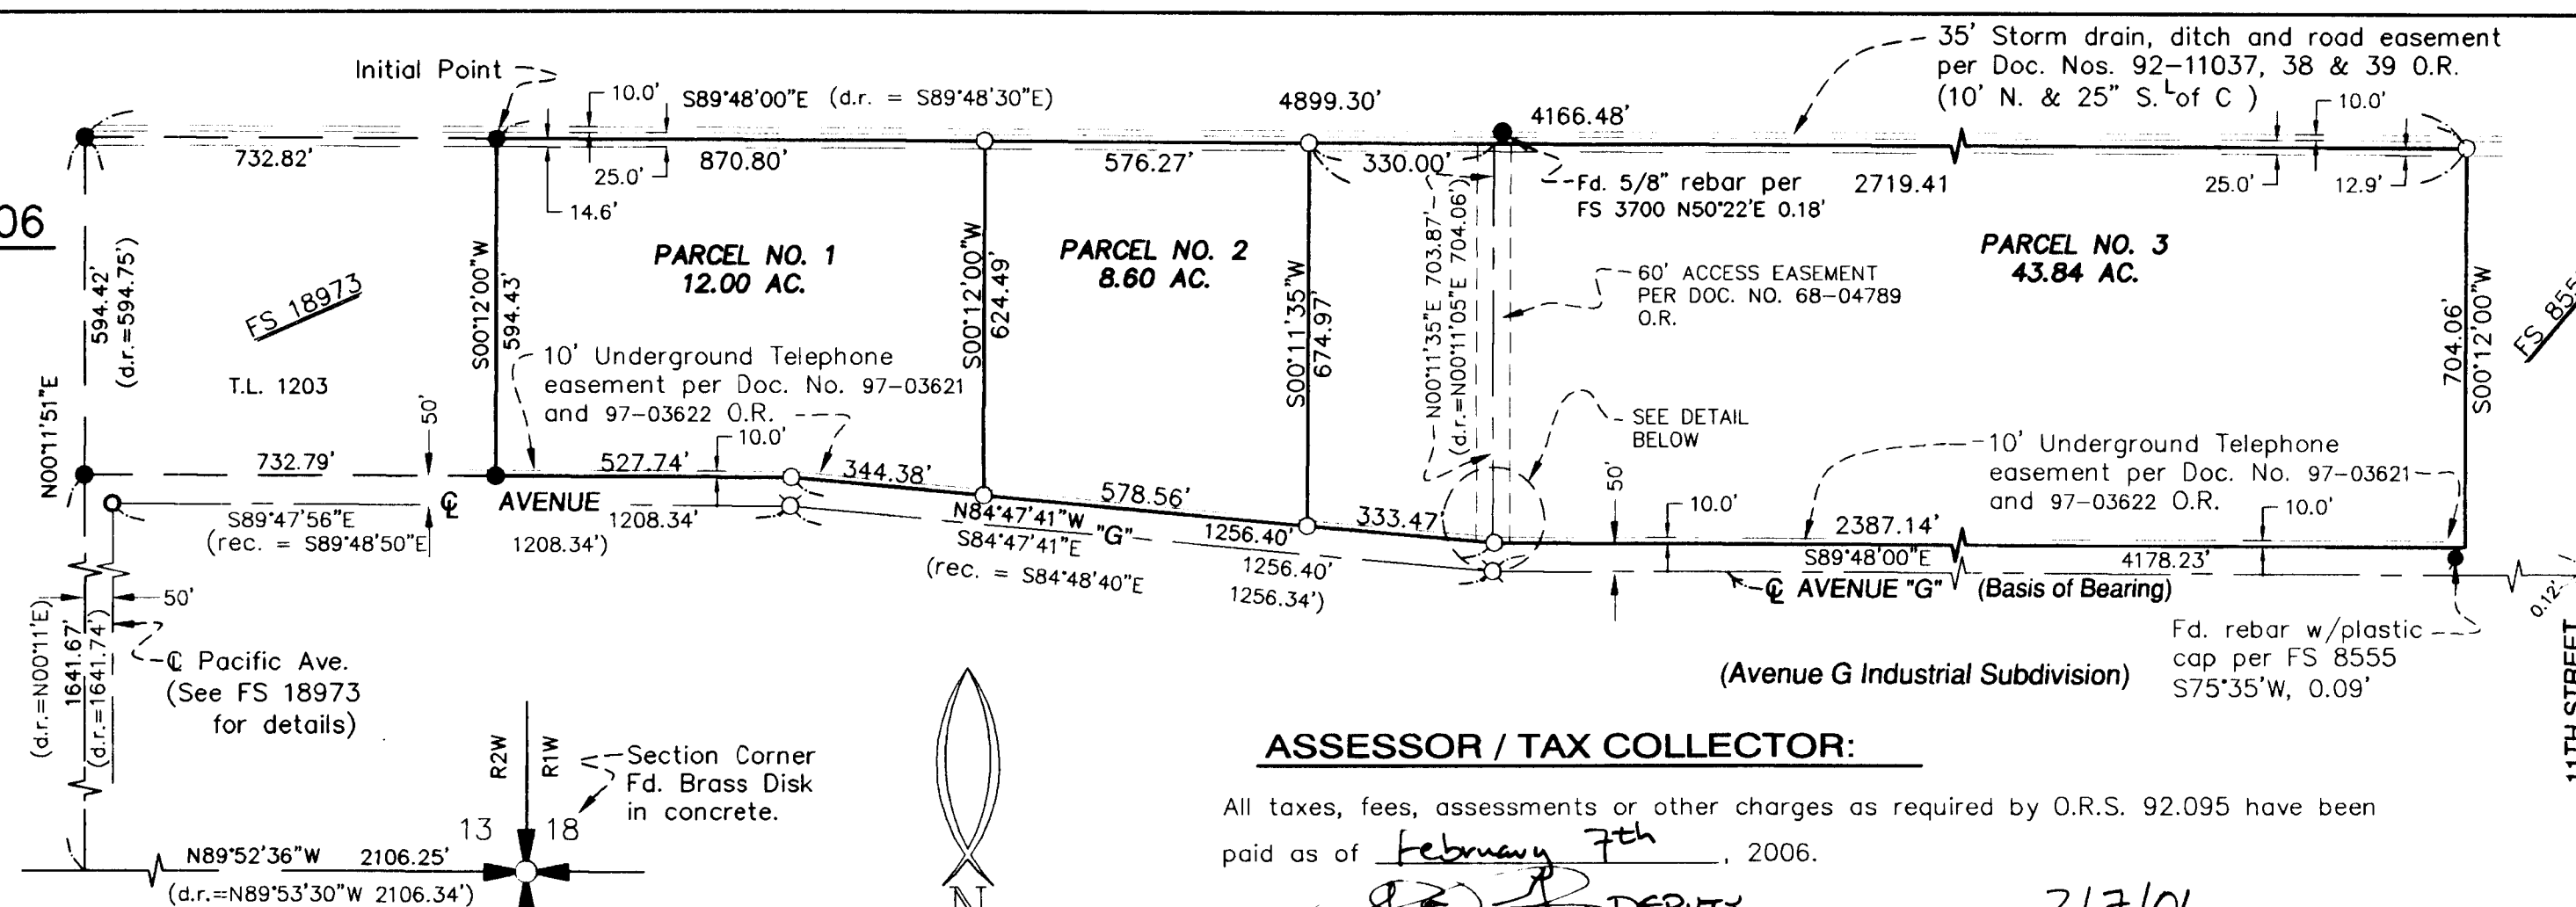 35' Storm drain, ditch and road easement
per Doc. Nos. 92-11037, 38 & 39 O.R.
(10' N. & 25" S. L of C )
Initial Point
10.0'
S89°48'00"E (d.r. = S89°48'30"E)
4899.30'
4166.48'
10.0'
732.82'
870.80'
576.27'
330.00'
2719.41
25.0'
14.6'
25.0'
12.9'
Fd. 5/8" rebar per
FS 3700 N50°22'E 0.18'
06
594.42'
(d.r.=594.75')
FS 18973
T.L. 1203
N00°11'51"E
S00°12'00"W
594.43'
PARCEL NO. 1
12.00 AC.
S00°12'00"W
624.49'
PARCEL NO. 2
8.60 AC.
S00°11'35"W
674.97'
N00°11'35"E 703.87'
(d.r.=N00°11'05"E 704.06')
60' ACCESS EASEMENT
PER DOC. NO. 68-04789
O.R.
PARCEL NO. 3
43.84 AC.
704.06'
S00°12'00"W
FS 855
10' Underground Telephone
easement per Doc. No. 97-03621
and 97-03622 O.R.
SEE DETAIL
BELOW
10' Underground Telephone
easement per Doc. No. 97-03621
and 97-03622 O.R.
50'
732.79'
527.74'
10.0'
344.38'
578.56'
333.47'
50'
10.0'
2387.14'
10.0'
℄ AVENUE
1208.34'
N84°47'41"W
1256.40'
S84°47'41"E
"G"
1256.40'
(rec. = S84°48'40"E
1256.34')
S89°47'56"E
(rec. = S89°48'50"E
1208.34')
S89°48'00"E
4178.23'
℄ AVENUE "G" (Basis of Bearing)
0.12'
50'
(d.r.=N00°11'E)
1641.67'
(d.r.=1641.74')
℄ Pacific Ave.
(See FS 18973
for details)
Fd. rebar w/plastic
cap per FS 8555
S75°35'W, 0.09'
(Avenue G Industrial Subdivision)
11TH STREET
R2W
R1W
Section Corner
Fd. Brass Disk
in concrete.
13 18
N89°52'36"W 2106.25'
(d.r.=N89°53'30"W 2106.34')
N
ASSESSOR / TAX COLLECTOR:
All taxes, fees, assessments or other charges as required by O.R.S. 92.095 have been
paid as of February 7th, 2006.
DEPUTY